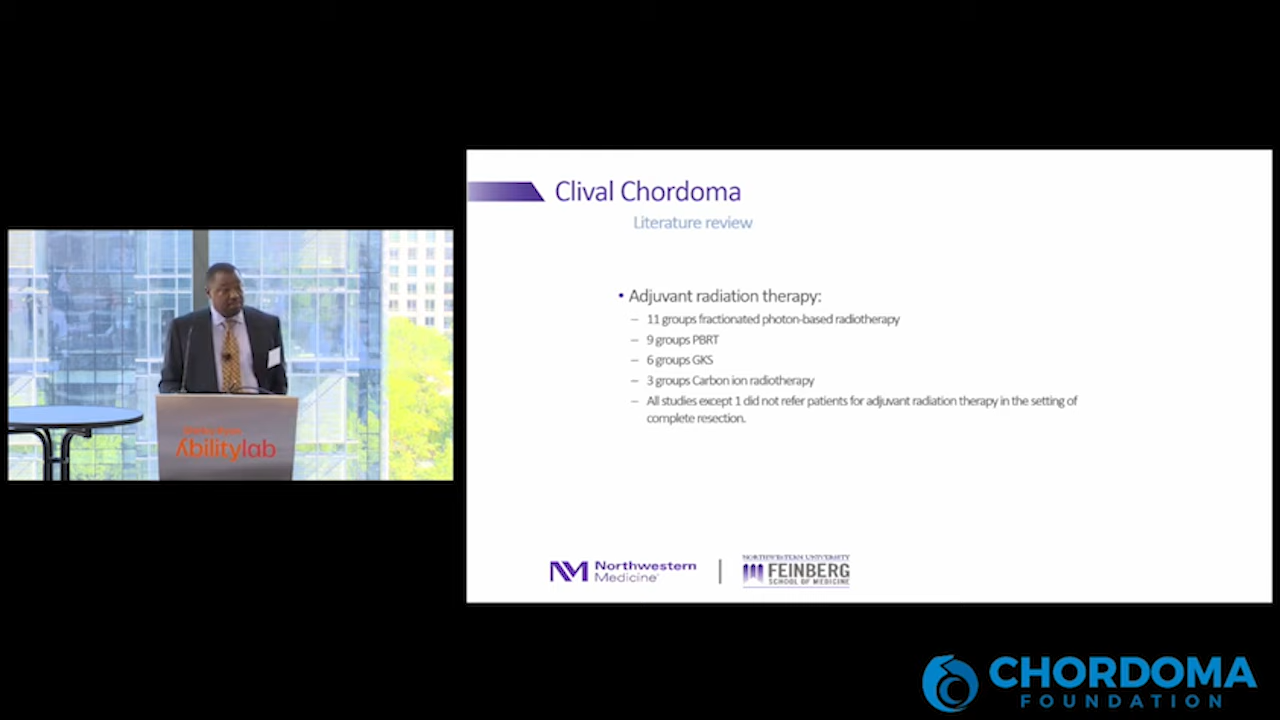 Clival Chordoma
Literature review
• Adjuvant radiation therapy:
– 11 groups fractionated photon-based radiotherapy
– 9 groups PBRT
– 6 groups GKS
– 3 groups Carbon ion radiotherapy
– All studies except 1 did not refer patients for adjuvant radiation therapy in the setting of
complete resection.
Abilitylab
Northwestern
Medicine
NORTHWESTERN UNIVERSITY
FEINBERG
SCHOOL OF MEDICINE
CHORDOMA
FOUNDATION